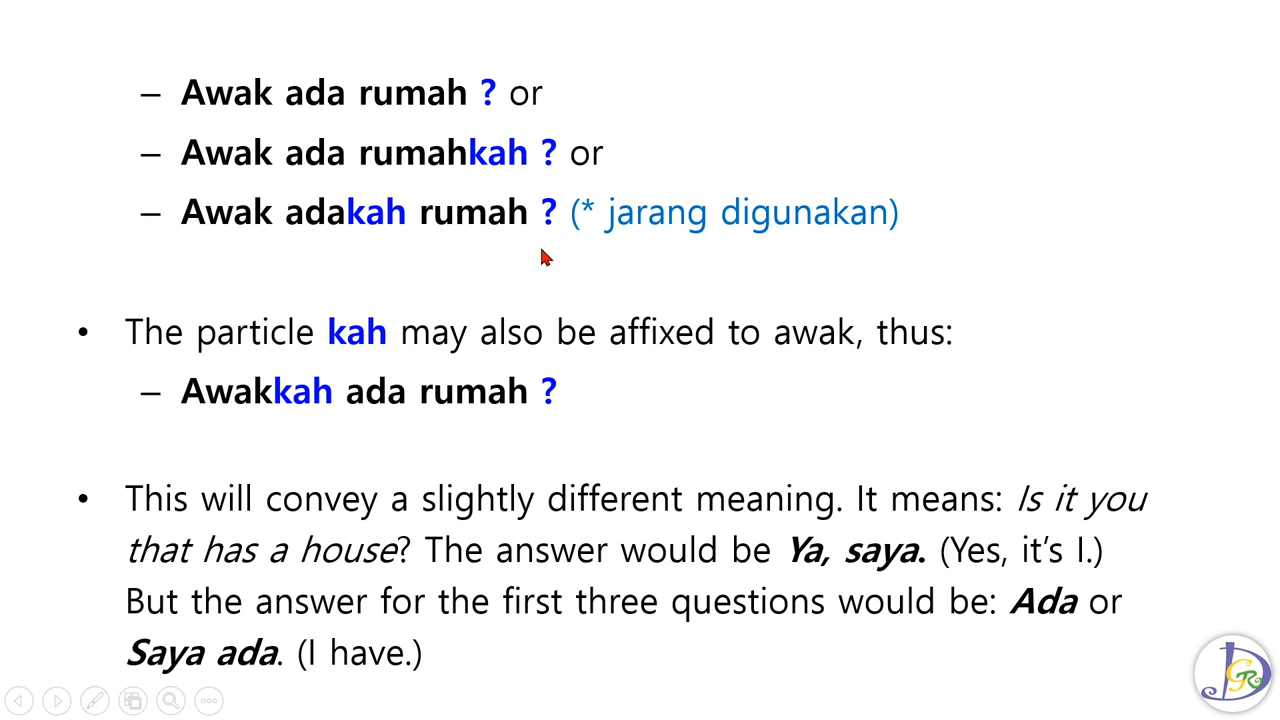 – Awak ada rumah ? or
– Awak ada rumahkah ? or
– Awak adakah rumah ? (* jarang digunakan)
• The particle kah may also be affixed to awak, thus:
– Awakkah ada rumah ?
• This will convey a slightly different meaning. It means: Is it you
that has a house? The answer would be Ya, saya. (Yes, it’s I.)
But the answer for the first three questions would be: Ada or
Saya ada. (I have.)